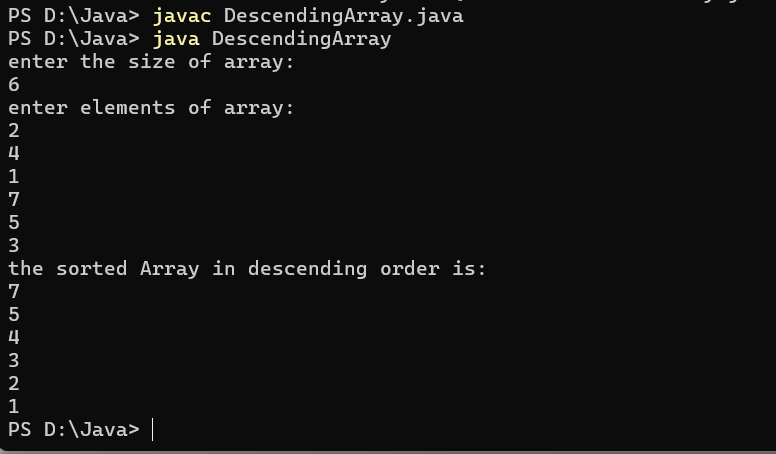 PS D:\Java> javac DescendingArray.java
PS D:\Java> java DescendingArray
enter the size of array:
6
enter elements of array:
2
4
1
7
5
3
the sorted Array in descending order is:
7
5
4
3
2
1
PS D:\Java>